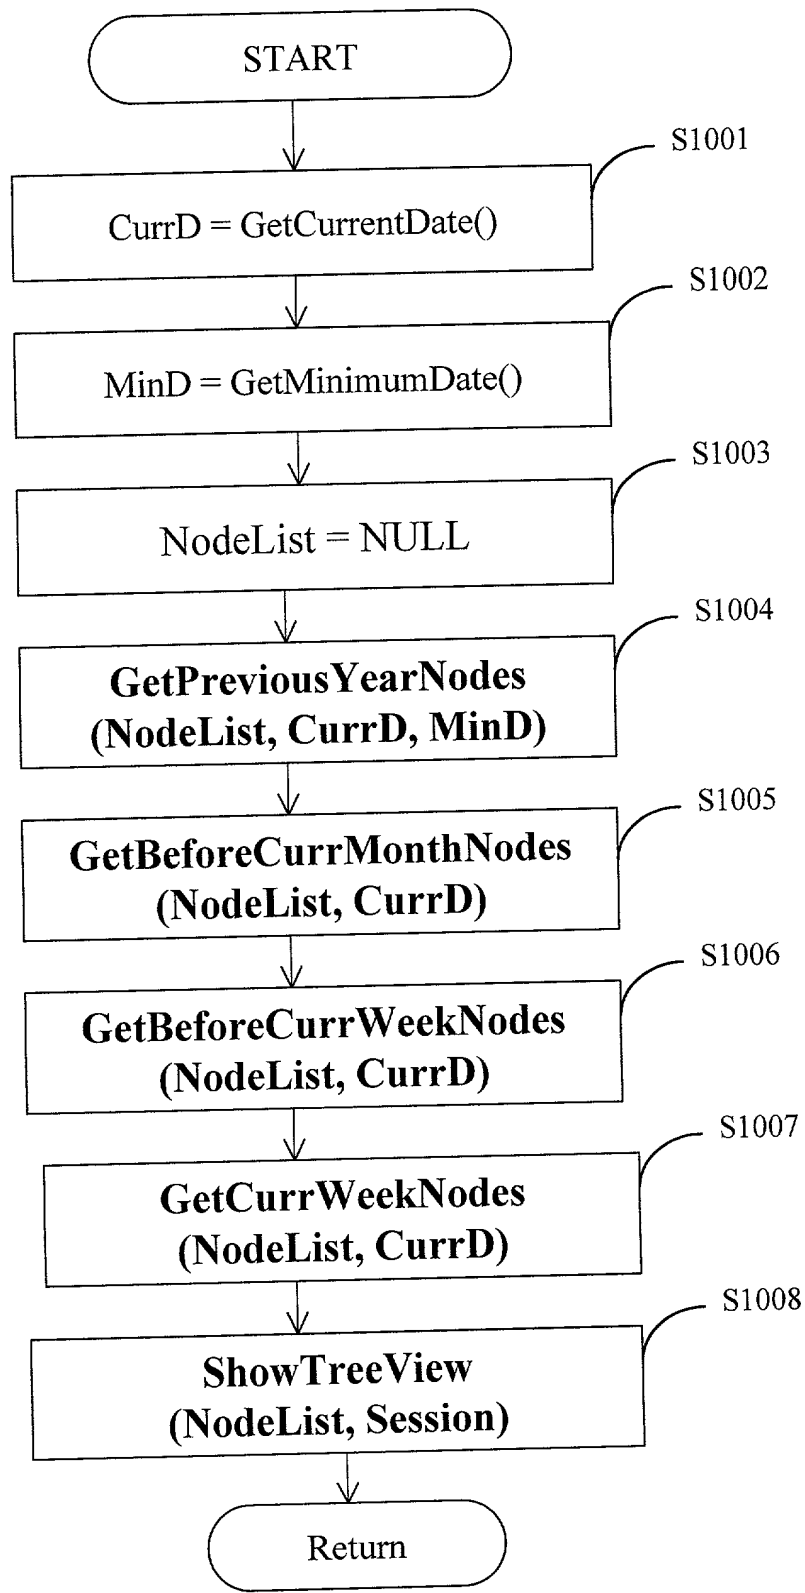 START
S1001
CurrD = GetCurrentDate()
S1002
MinD = GetMinimumDate()
S1003
NodeList = NULL
S1004
GetPreviousYearNodes
(NodeList, CurrD, MinD)
S1005
GetBeforeCurrMonthNodes
(NodeList, CurrD)
S1006
GetBeforeCurrWeekNodes
(NodeList, CurrD)
S1007
GetCurrWeekNodes
(NodeList, CurrD)
S1008
ShowTreeView
(NodeList, Session)
Return